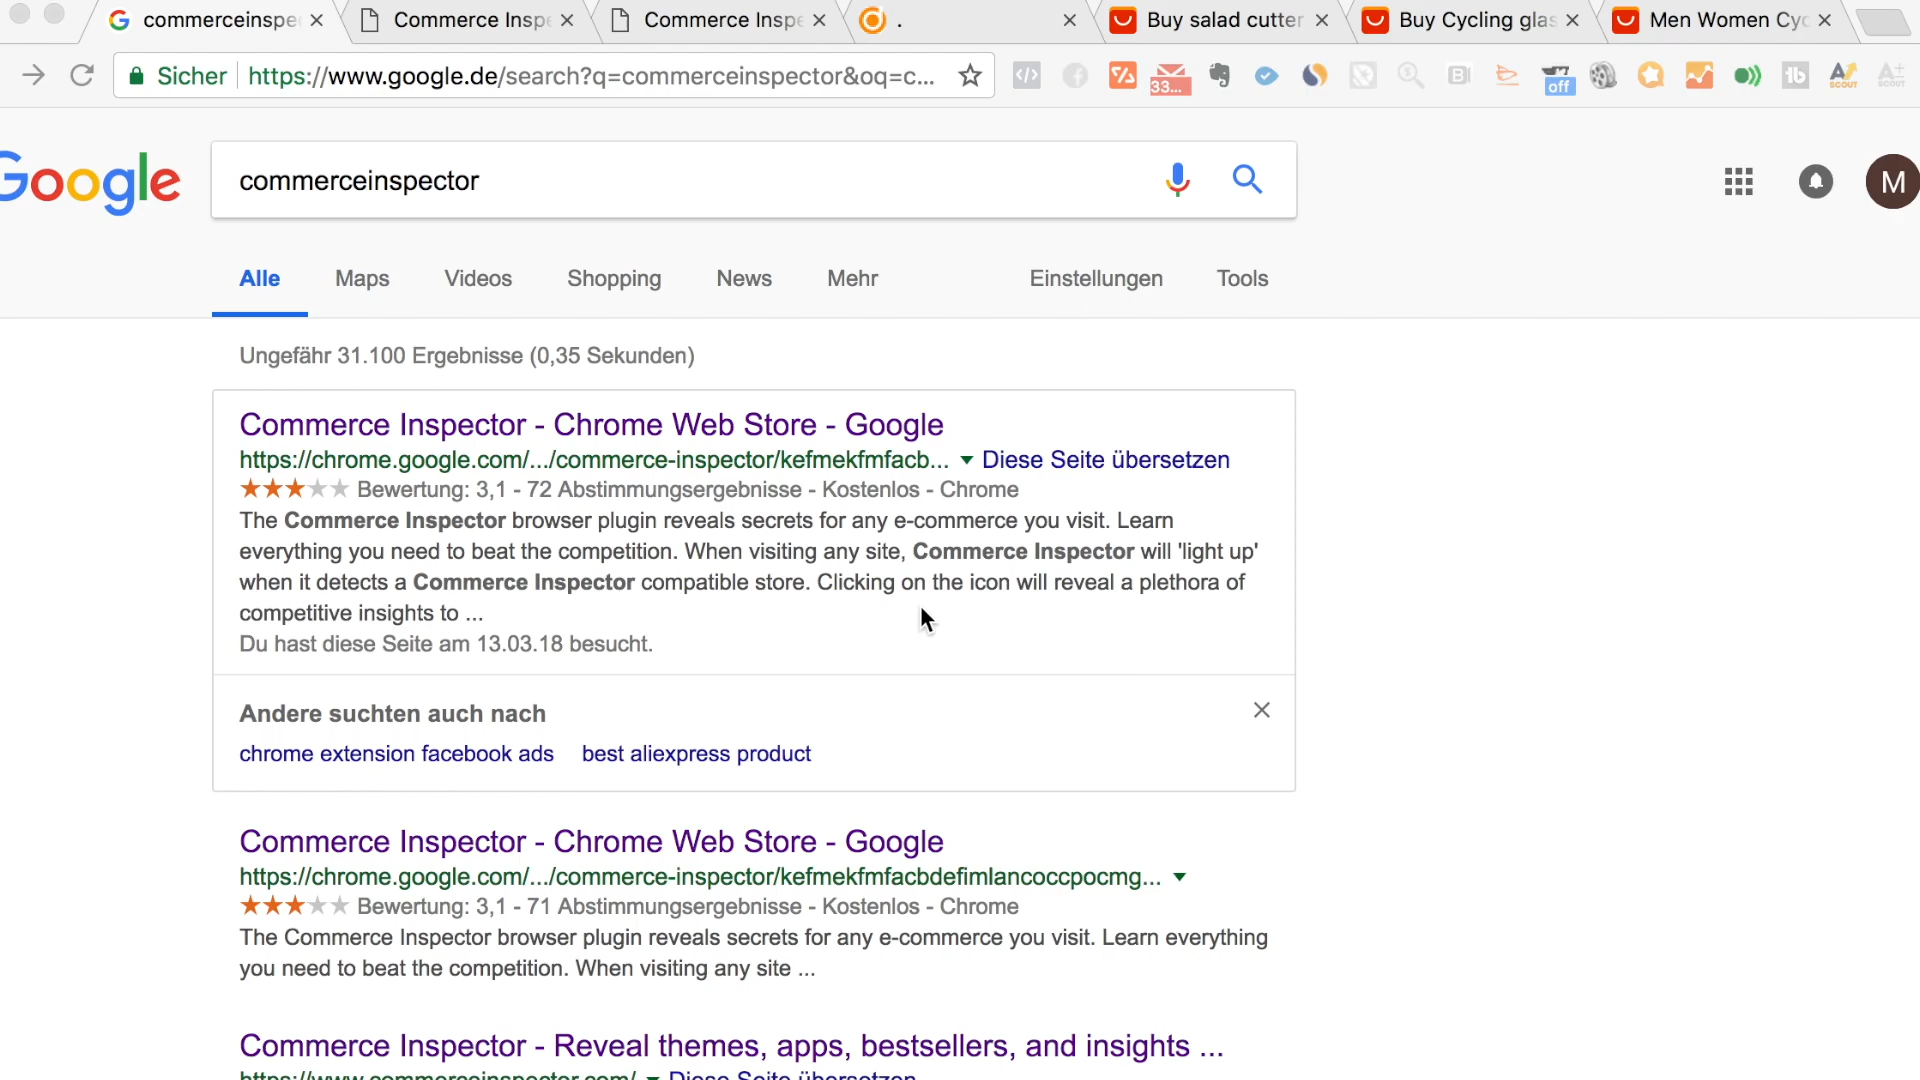 commerceinspe
Commerce Inspe
Commerce Inspe
.
Buy salad cutter
Buy Cycling glas
Men Women Cyc
Sicher
https://www.google.de/search?q=commerceinspector&oq=c...
33...
off
SCOUT
SCOUT
Google
commerceinspector
M
Alle
Maps
Videos
Shopping
News
Mehr
Einstellungen
Tools
Ungefähr 31.100 Ergebnisse (0,35 Sekunden)
Commerce Inspector - Chrome Web Store - Google
https://chrome.google.com/.../commerce-inspector/kefmekfmfacb... Diese Seite übersetzen
Bewertung: 3,1 - 72 Abstimmungsergebnisse - Kostenlos - Chrome
The Commerce Inspector browser plugin reveals secrets for any e-commerce you visit. Learn
everything you need to beat the competition. When visiting any site, Commerce Inspector will 'light up'
when it detects a Commerce Inspector compatible store. Clicking on the icon will reveal a plethora of
competitive insights to ...
Du hast diese Seite am 13.03.18 besucht.
Andere suchten auch nach
chrome extension facebook ads
best aliexpress product
Commerce Inspector - Chrome Web Store - Google
https://chrome.google.com/.../commerce-inspector/kefmekfmfacbdefimlancoccpocmg...
Bewertung: 3,1 - 71 Abstimmungsergebnisse - Kostenlos - Chrome
The Commerce Inspector browser plugin reveals secrets for any e-commerce you visit. Learn everything
you need to beat the competition. When visiting any site ...
Commerce Inspector - Reveal themes, apps, bestsellers, and insights ...
https://www.commerceinspector.com/ Diese Seite übersetzen